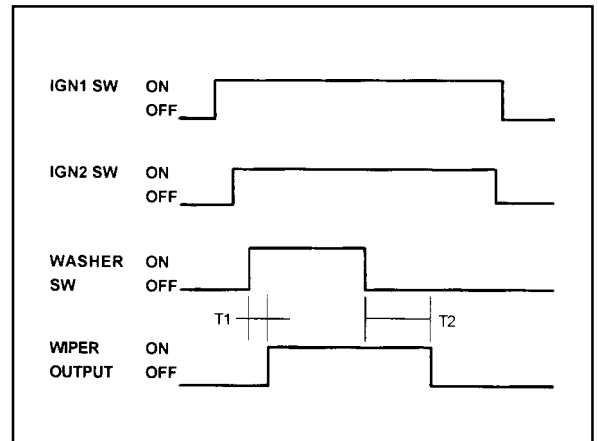 IGN1 SW ON
OFF
IGN2 SW ON
OFF
WASHER ON
SW OFF
T1 T2
WIPER ON
OUTPUT OFF